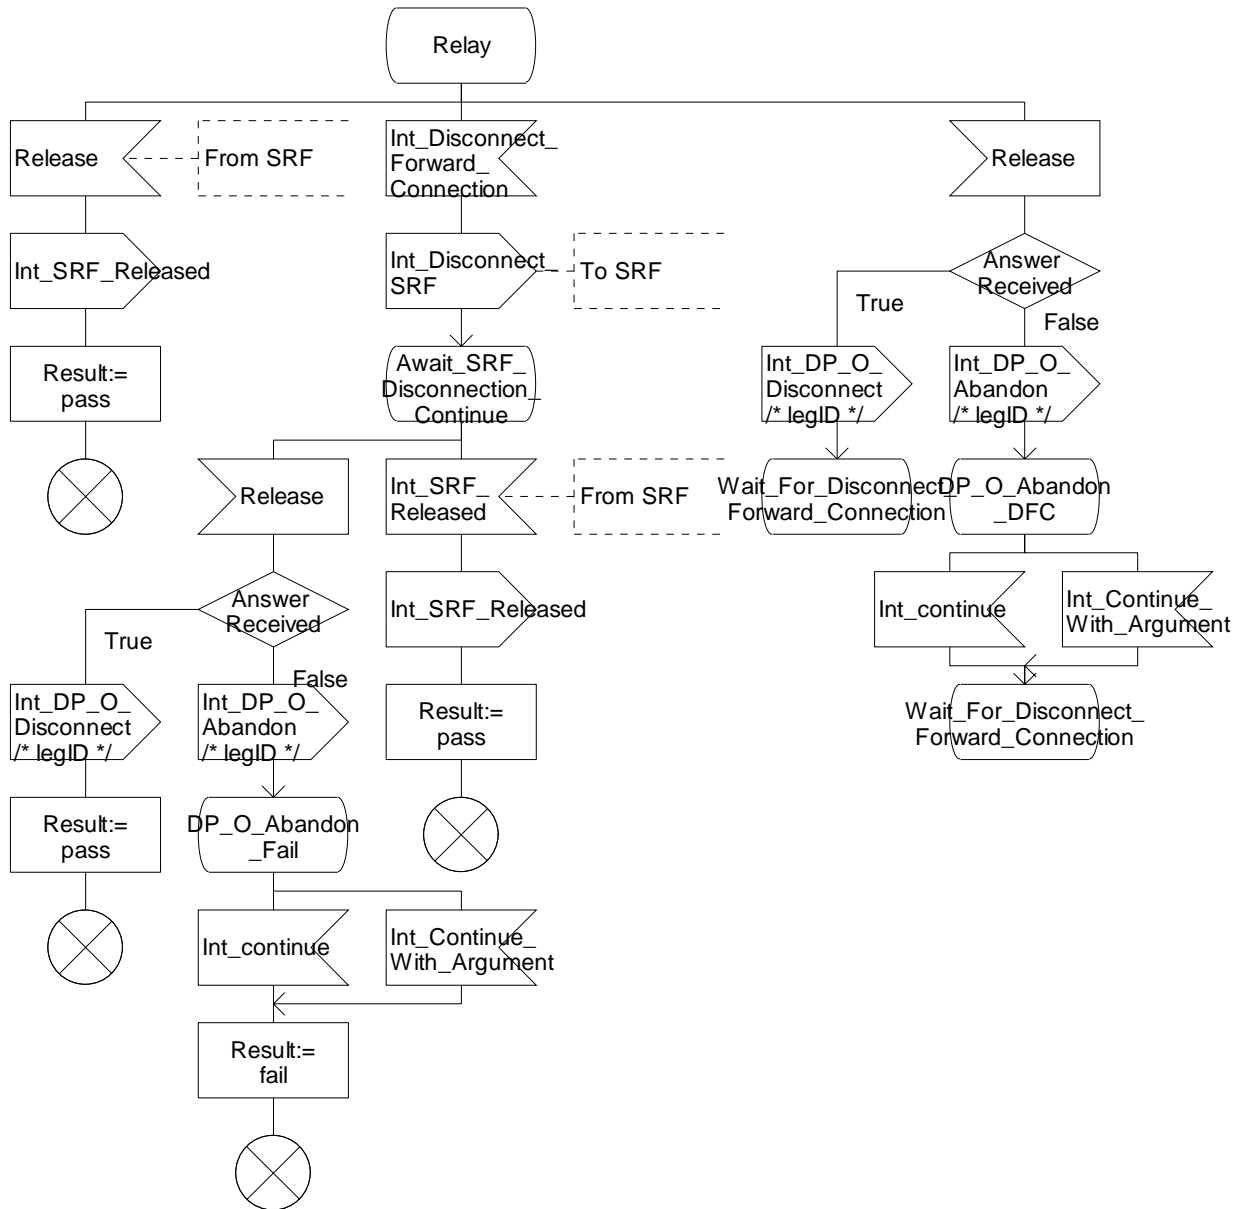 Relay
Release
From SRF
Int_Disconnect_
Forward_
Connection
Release
Int_SRF_Released
Int_Disconnect_
SRF
To SRF
Answer
Received
True
False
Result:=
pass
Await_SRF_
Disconnection_
Continue
Int_DP_O_
Disconnect
/* legID */
Int_DP_O_
Abandon
/* legID */
Release
Int_SRF_
Released
From SRF
Wait_For_Disconnect_
Forward_Connection
DP_O_Abandon
_DFC
Answer
Received
Int_SRF_Released
Int_continue
Int_Continue_
With_Argument
True
False
Int_DP_O_
Disconnect
/* legID */
Int_DP_O_
Abandon
/* legID */
Result:=
pass
Wait_For_Disconnect_
Forward_Connection
Result:=
pass
DP_O_Abandon
_Fail
Int_continue
Int_Continue_
With_Argument
Result:=
fail